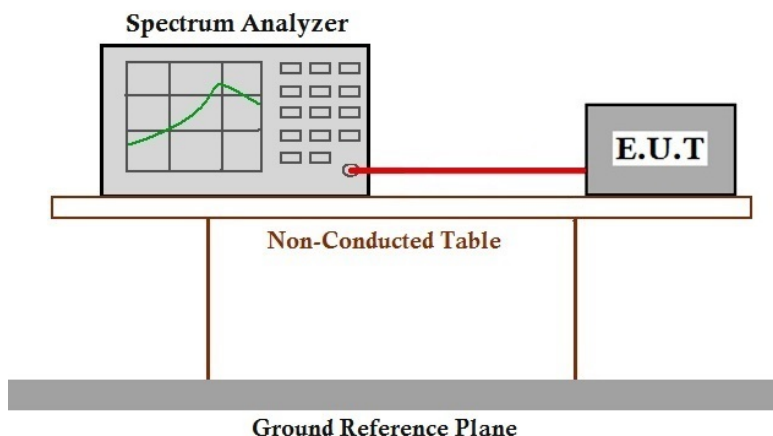 Spectrum Analyzer
E.U.T
Non-Conducted Table
Ground Reference Plane